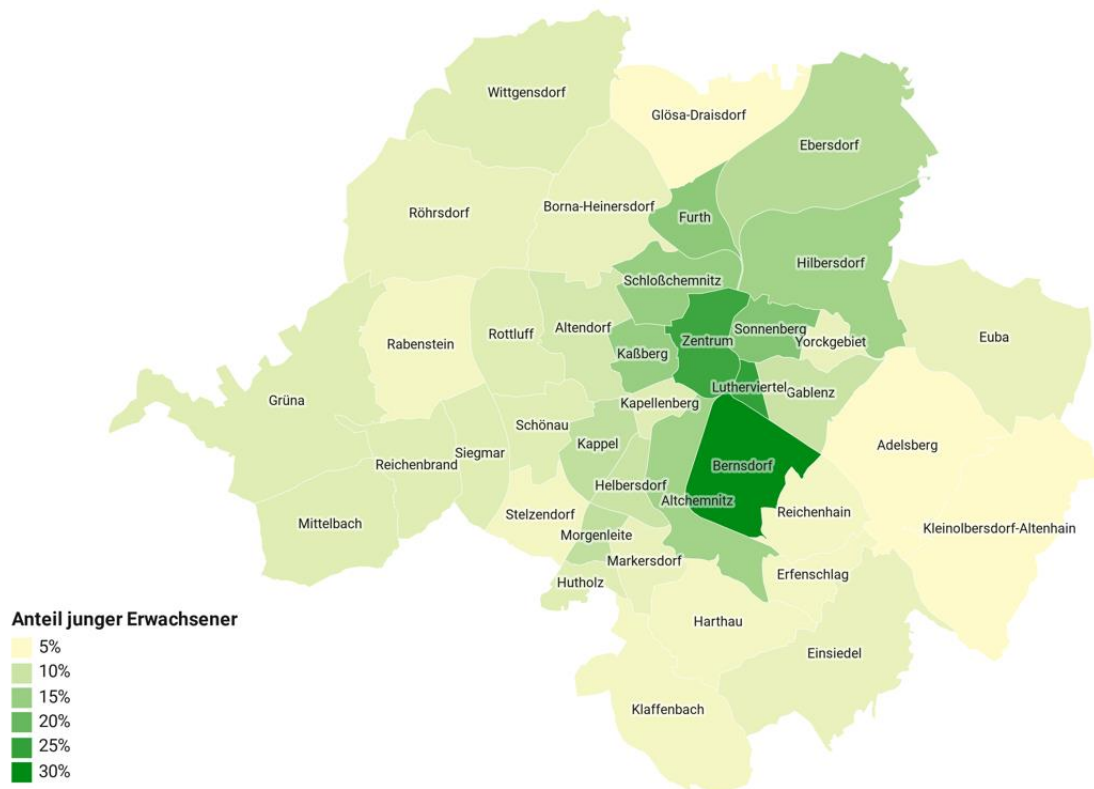 Wittgensdorf
Glösa-Draisdorf
Ebersdorf
Röhrsdorf
Borna-Heinersdorf
Furth
Hilbersdorf
Schloßchemnitz
Rabenstein
Rottluff
Altendorf
Kaßberg
Zentrum
Sonnenberg
Yorckgebiet
Euba
Grüna
Kapellenberg
Lutherviertel
Gablenz
Schönau
Adelsberg
Reichenbrand
Siegmar
Kappel
Bernsdorf
Helbersdorf
Altchemnitz
Reichenhain
Mittelbach
Stelzendorf
Kleinolbersdorf-Altenhain
Morgenleite
Markersdorf
Erfenschlag
Hutholz
Harthau
Einsiedel
Klaffenbach
Anteil junger Erwachsener
5%
10%
15%
20%
25%
30%